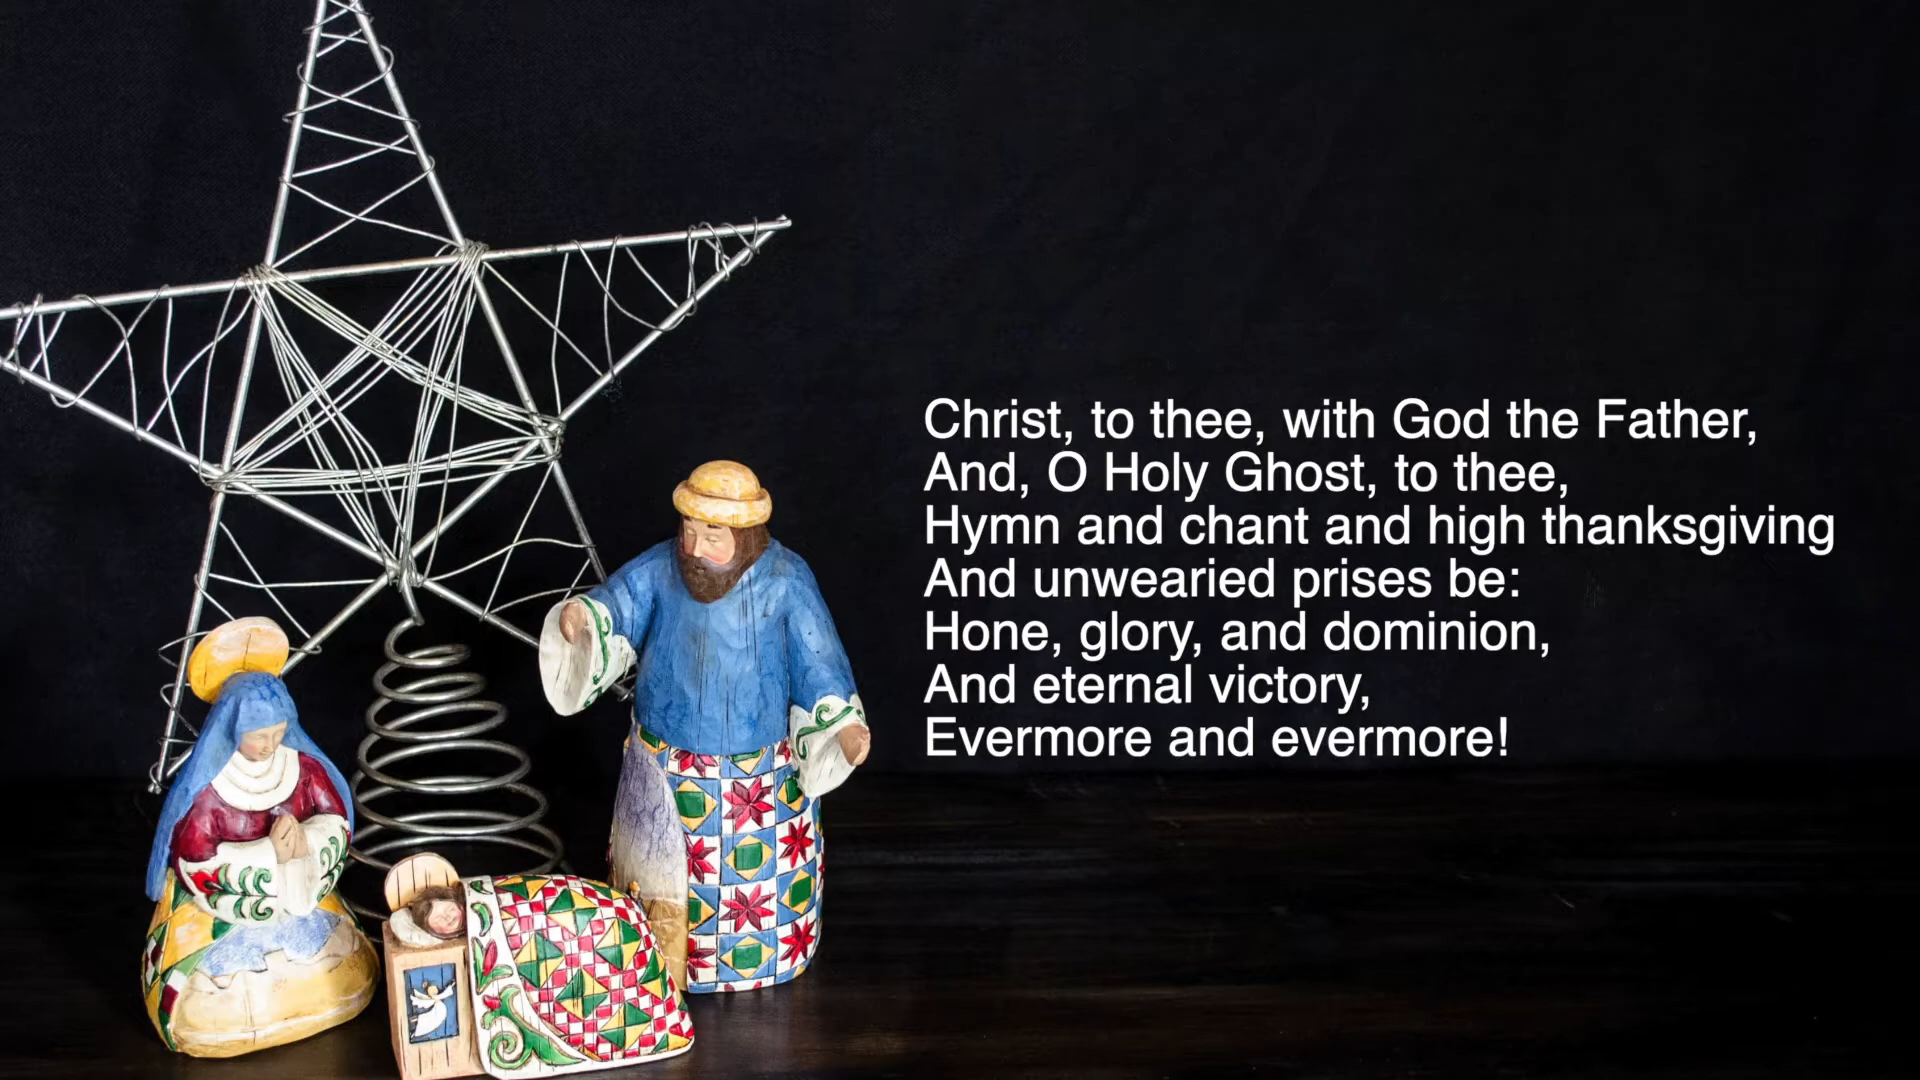 Christ, to thee, with God the Father,
And, O Holy Ghost, to thee,
Hymn and chant and high thanksgiving
And unwearied prises be:
Hone, glory, and dominion,
And eternal victory,
Evermore and evermore!